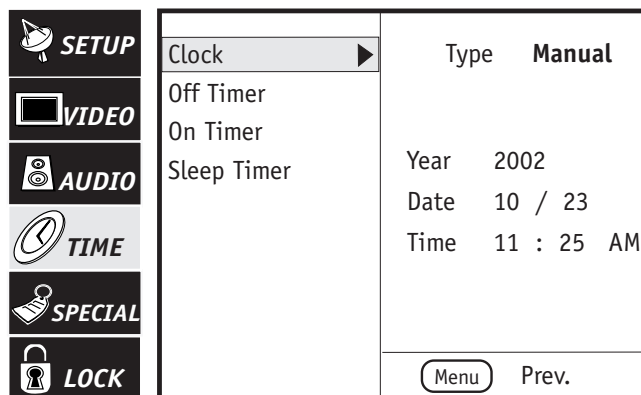 SETUP
VIDEO
AUDIO
TIME
SPECIAL
LOCK
Clock
Off Timer
On Timer
Sleep Timer
Type Manual
Year 2002
Date 10 / 23
Time 11 : 25 AM
Menu Prev.